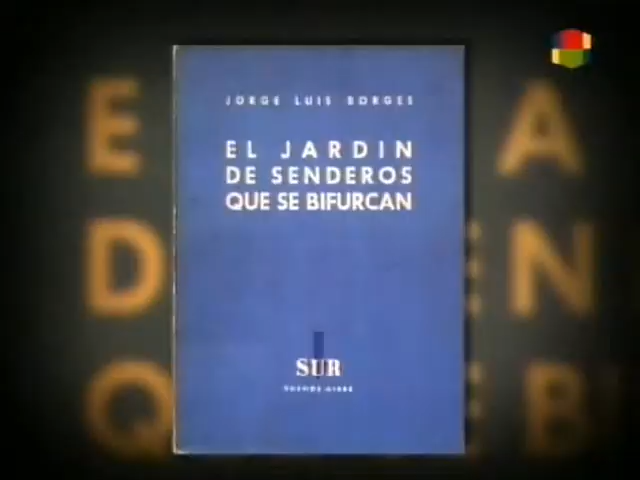 JORGE LUIS BORGES
EL JARDIN
DE SENDEROS
QUE SE BIFURCAN
SUR
BUENOS AIRES